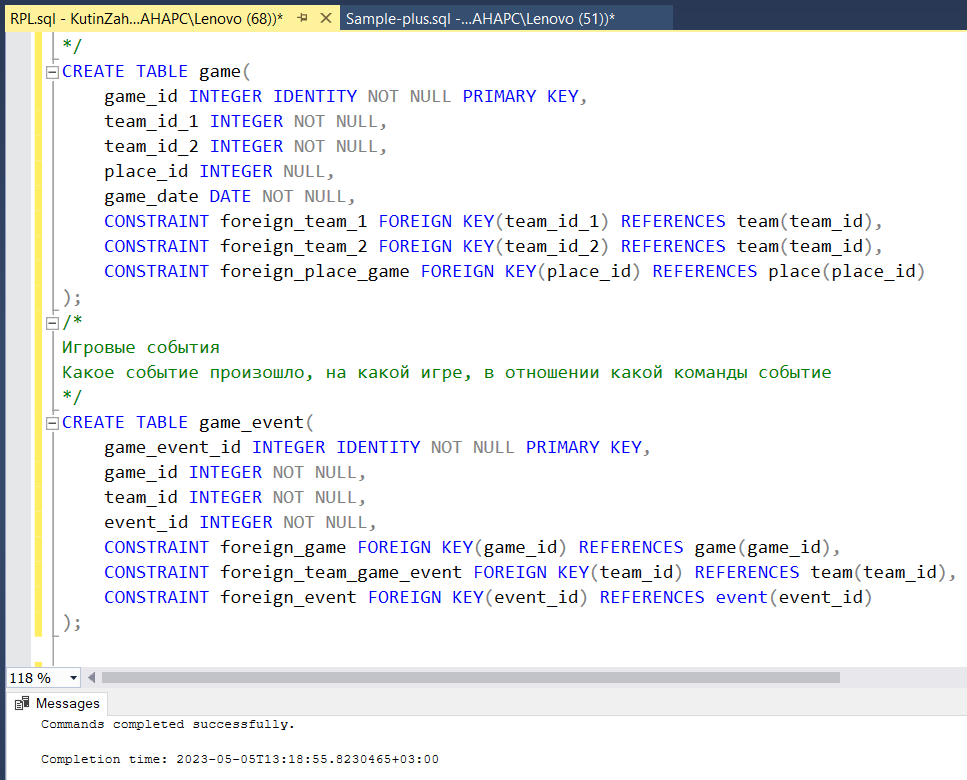 RPL.sql - KutinZah...AHAPC\Lenovo (68))*
Sample-plus.sql -...AHAPC\Lenovo (51))*
*/
CREATE TABLE game(
game_id INTEGER IDENTITY NOT NULL PRIMARY KEY,
team_id_1 INTEGER NOT NULL,
team_id_2 INTEGER NOT NULL,
place_id INTEGER NULL,
game_date DATE NOT NULL,
CONSTRAINT foreign_team_1 FOREIGN KEY(team_id_1) REFERENCES team(team_id),
CONSTRAINT foreign_team_2 FOREIGN KEY(team_id_2) REFERENCES team(team_id),
CONSTRAINT foreign_place_game FOREIGN KEY(place_id) REFERENCES place(place_id)
);
/*
Игровые события
Какое событие произошло, на какой игре, в отношении какой команды событие
*/
CREATE TABLE game_event(
game_event_id INTEGER IDENTITY NOT NULL PRIMARY KEY,
game_id INTEGER NOT NULL,
team_id INTEGER NOT NULL,
event_id INTEGER NOT NULL,
CONSTRAINT foreign_game FOREIGN KEY(game_id) REFERENCES game(game_id),
CONSTRAINT foreign_team_game_event FOREIGN KEY(team_id) REFERENCES team(team_id),
CONSTRAINT foreign_event FOREIGN KEY(event_id) REFERENCES event(event_id)
);
118 %
Messages
Commands completed successfully.
Completion time: 2023-05-05T13:18:55.8230465+03:00